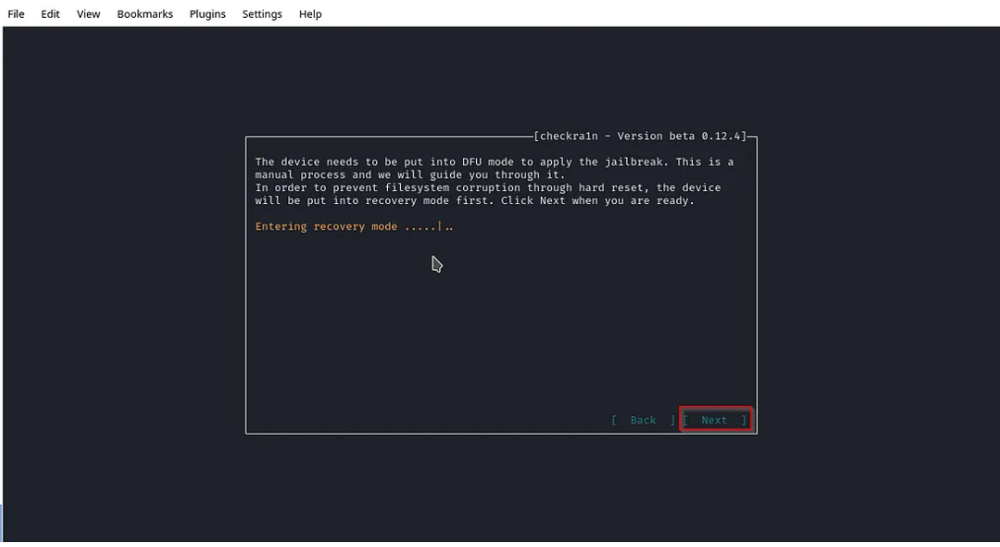 File Edit View Bookmarks Plugins Settings Help
[checkra1n - Version beta 0.12.4]
The device needs to be put into DFU mode to apply the jailbreak. This is a
manual process and we will guide you through it.
In order to prevent filesystem corruption through hard reset, the device
will be put into recovery mode first. Click Next when you are ready.
Entering recovery mode .....|..
[ Back ] [ Next ]